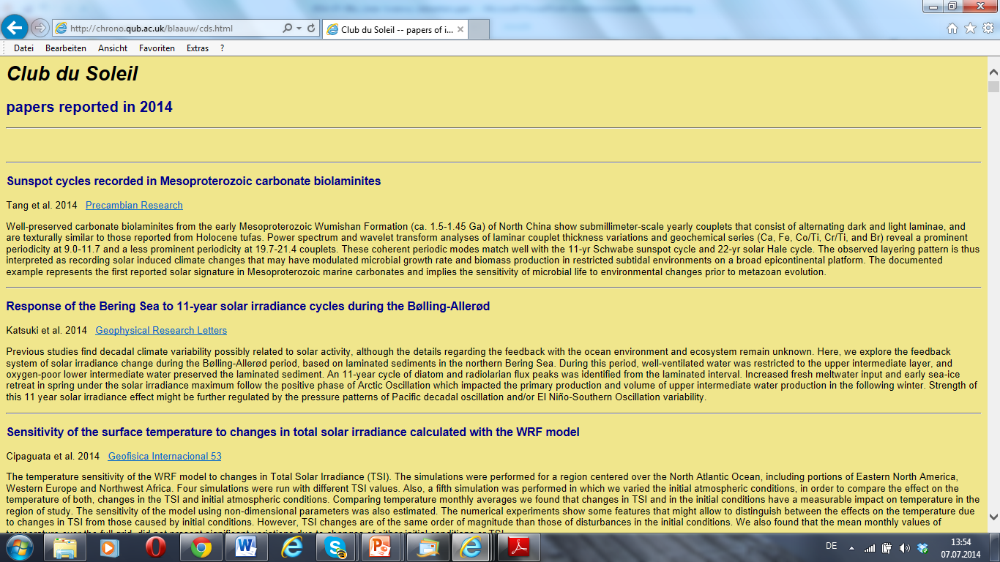 http://chrono.qub.ac.uk/blaauw/cds.html
Club du Soleil -- papers of i...
Datei Bearbeiten Ansicht Favoriten Extras ?
Club du Soleil
papers reported in 2014
Sunspot cycles recorded in Mesoproterozoic carbonate biolaminites
Tang et al. 2014 Precambian Research
Well-preserved carbonate biolaminites from the early Mesoproterozoic Wumishan Formation (ca. 1.5-1.45 Ga) of North China show submillimeter-scale yearly couplets that consist of alternating dark and light laminae, and
are texturally similar to those reported from Holocene tufas. Power spectrum and wavelet transform analyses of laminar couplet thickness variations and geochemical series (Ca, Fe, Co/Ti, Cr/Ti, and Br) reveal a prominent
periodicity at 9.0-11.7 and a less prominent periodicity at 19.7-21.4 couplets. These coherent periodic modes match well with the 11-yr Schwabe sunspot cycle and 22-yr solar Hale cycle. The observed layering pattern is thus
interpreted as recording solar induced climate changes that may have modulated microbial growth rate and biomass production in restricted subtidal environments on a broad epicontinental platform. The documented
example represents the first reported solar signature in Mesoproterozoic marine carbonates and implies the sensitivity of microbial life to environmental changes prior to metazoan evolution.
Response of the Bering Sea to 11-year solar irradiance cycles during the Bølling-Allerød
Katsuki et al. 2014 Geophysical Research Letters
Previous studies find decadal climate variability possibly related to solar activity, although the details regarding the feedback with the ocean environment and ecosystem remain unknown. Here, we explore the feedback
system of solar irradiance change during the Bølling-Allerød period, based on laminated sediments in the northern Bering Sea. During this period, well-ventilated water was restricted to the upper intermediate layer, and
oxygen-poor lower intermediate water preserved the laminated sediment. An 11-year cycle of diatom and radiolarian flux peaks was identified from the laminated interval. Increased fresh meltwater input and early sea-ice
retreat in spring under the solar irradiance maximum follow the positive phase of Arctic Oscillation which impacted the primary production and volume of upper intermediate water production in the following winter. Strength of
this 11 year solar irradiance effect might be further regulated by the pressure patterns of Pacific decadal oscillation and/or El Niño-Southern Oscillation variability.
Sensitivity of the surface temperature to changes in total solar irradiance calculated with the WRF model
Cipaguata et al. 2014 Geofisica Internacional 53
The temperature sensitivity of the WRF model to changes in Total Solar Irradiance (TSI). The simulations were performed for a region centered over the North Atlantic Ocean, including portions of Eastern North America,
Western Europe and Northwest Africa. Four simulations were run with different TSI values. Also, a fifth simulation was performed in which we varied the initial atmospheric conditions, in order to compare the effect on the
temperature of both, changes in the TSI and initial atmospheric conditions. Comparing temperature monthly averages we found that changes in TSI and in the initial conditions have a measurable impact on temperature in the
region of study. The sensitivity of the model using non-dimensional parameters was also estimated. The numerical experiments show some features that might allow to distinguish between the effects on the temperature due
to changes in TSI from those caused by initial conditions. However, TSI changes are of the same order of magnitude than those of disturbances in the initial conditions. We also found that the mean monthly values of
DE
13:54
07.07.2014